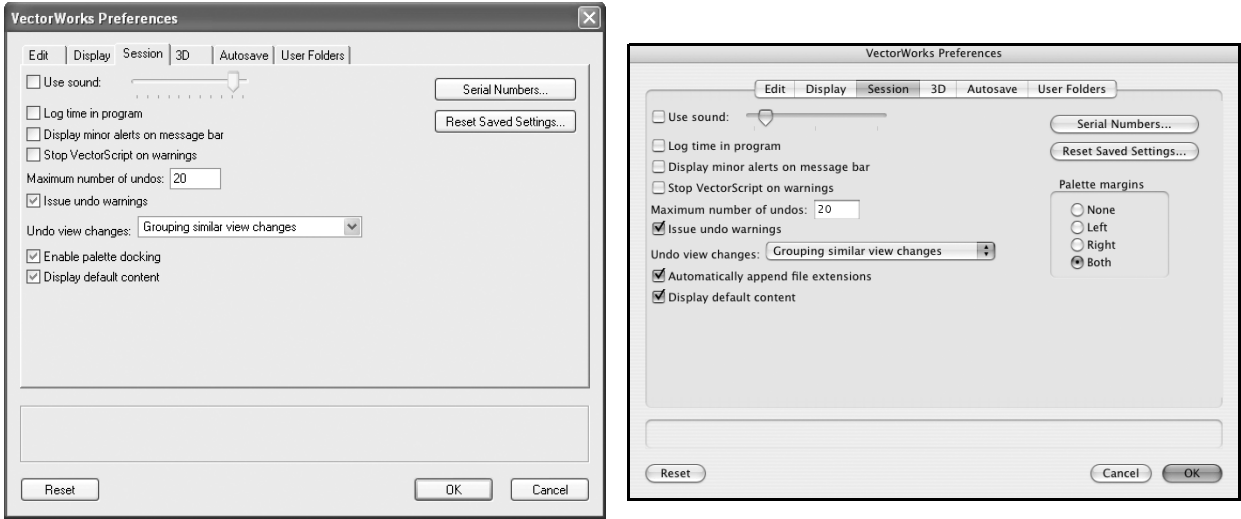 VectorWorks Preferences
Edit Display Session 3D Autosave User Folders
Use sound:
Serial Numbers...
Log time in program
Reset Saved Settings...
Display minor alerts on message bar
Stop VectorScript on warnings
Maximum number of undos: 20
Issue undo warnings
Undo view changes: Grouping similar view changes
Enable palette docking
Display default content
Reset OK Cancel
VectorWorks Preferences
Edit Display Session 3D Autosave User Folders
Use sound:
Serial Numbers...
Log time in program
Reset Saved Settings...
Display minor alerts on message bar
Stop VectorScript on warnings
Palette margins
Maximum number of undos: 20
None
Issue undo warnings
Left
Undo view changes: Grouping similar view changes
Right
Both
Automatically append file extensions
Display default content
Reset Cancel OK